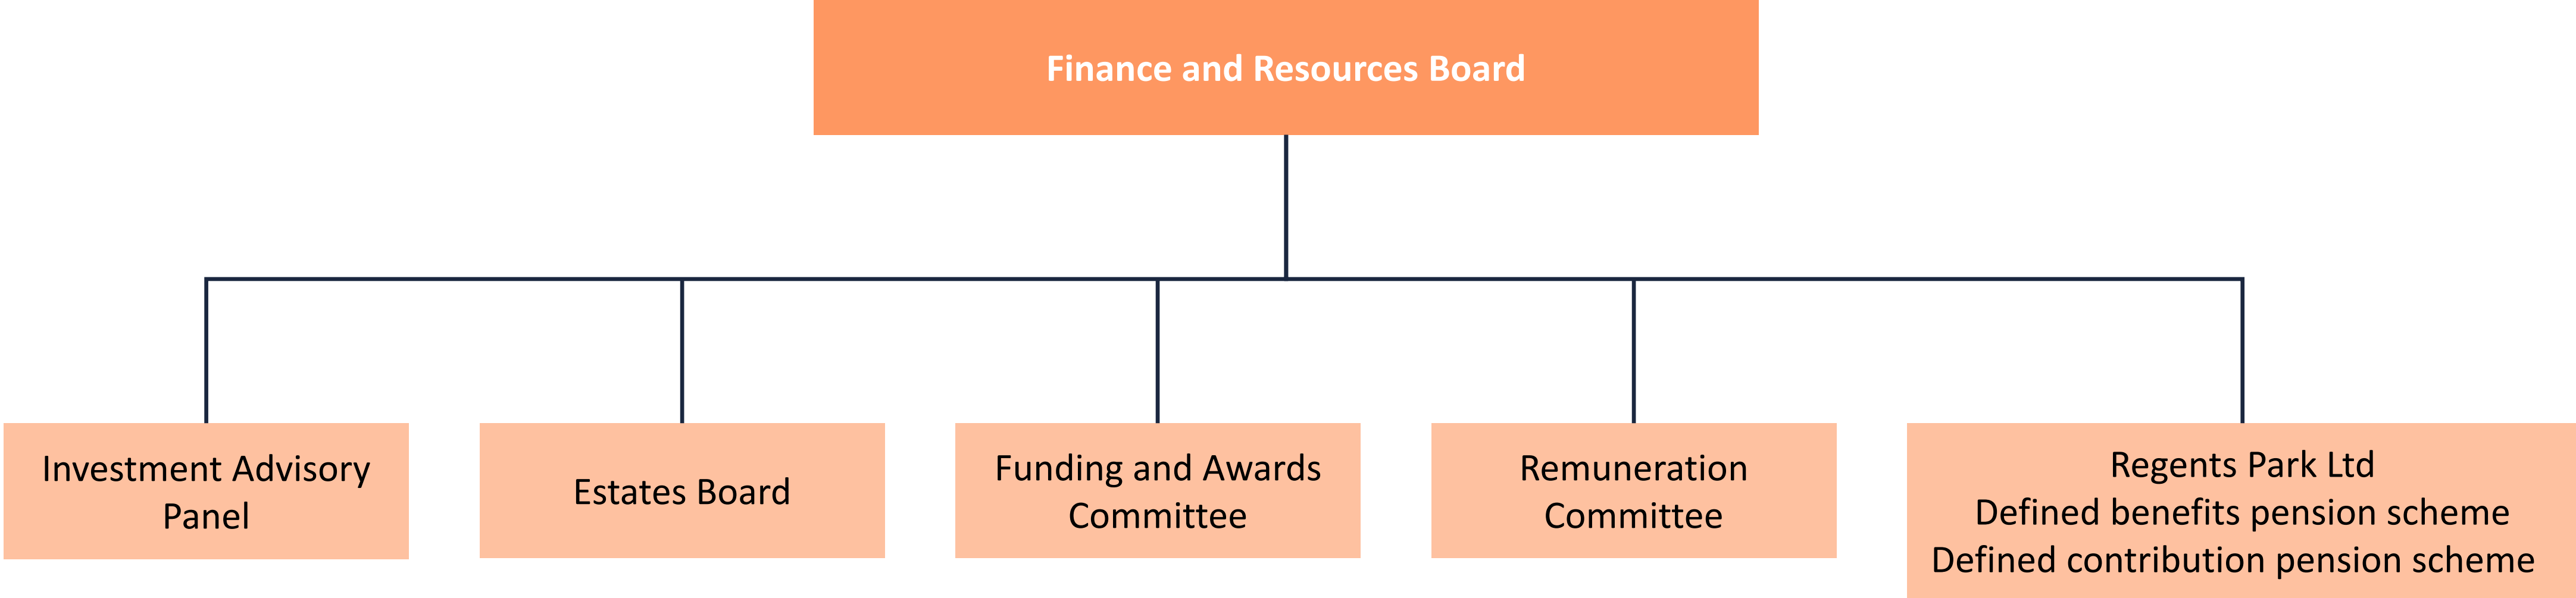 Finance and Resources Board
Investment Advisory
Panel
Estates Board
Funding and Awards
Committee
Remuneration
Committee
Regents Park Ltd
Defined benefits pension scheme
Defined contribution pension scheme